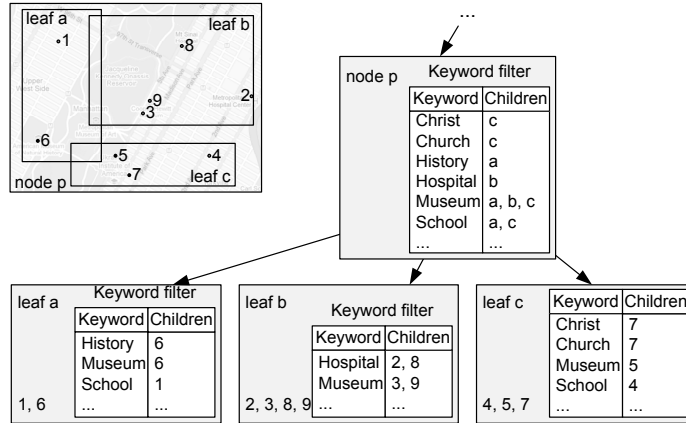 leaf a
leaf b
1
8
2
9
3
6
5
4
7
leaf c
node p
...
node p
Keyword filter
Keyword Children
Christ c
Church c
History a
Hospital b
Museum a, b, c
School a, c
... ...
leaf a
Keyword filter
Keyword Children
History 6
Museum 6
School 1
... ...
1, 6
leaf b
Keyword filter
Keyword Children
Hospital 2, 8
Museum 3, 9
... ...
2, 3, 8, 9
leaf c
Keyword Children
Christ 7
Church 7
Museum 5
School 4
... ...
4, 5, 7